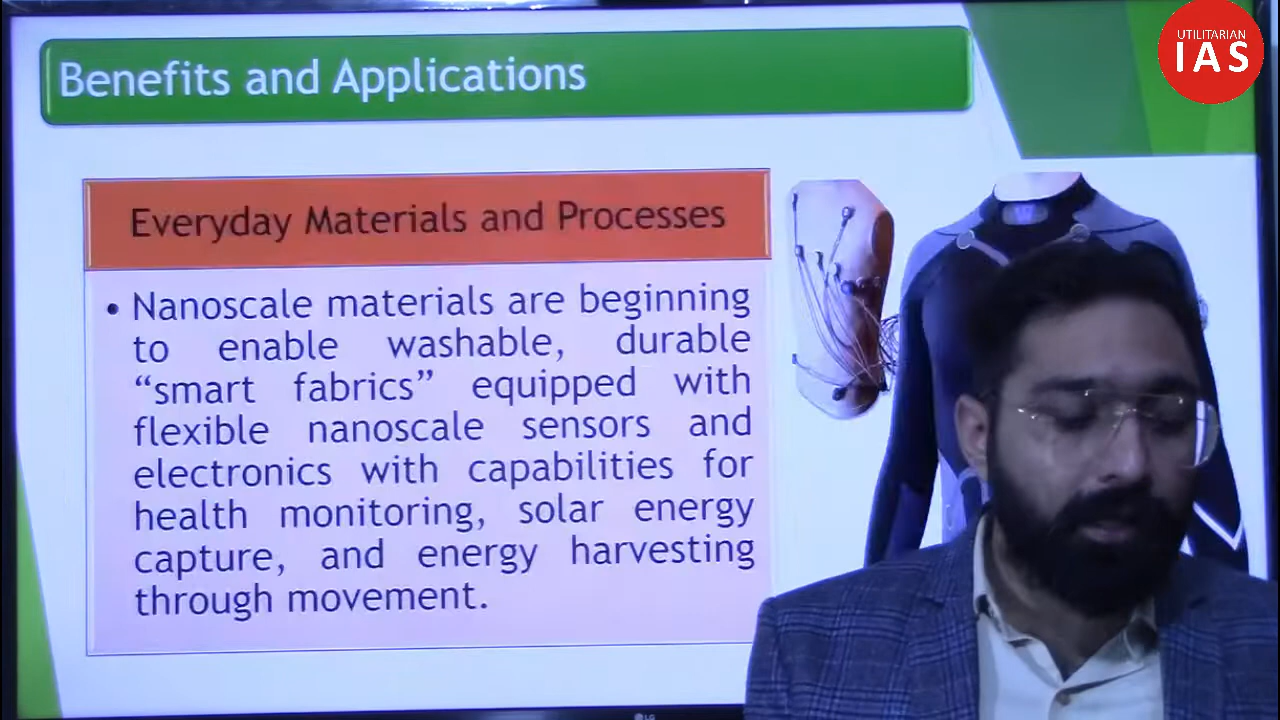 UTILITARIAN
IAS
Benefits and Applications
Everyday Materials and Processes
• Nanoscale materials are beginning
to enable washable, durable
“smart fabrics” equipped with
flexible nanoscale sensors and
electronics with capabilities for
health monitoring, solar energy
capture, and energy harvesting
through movement.
LG